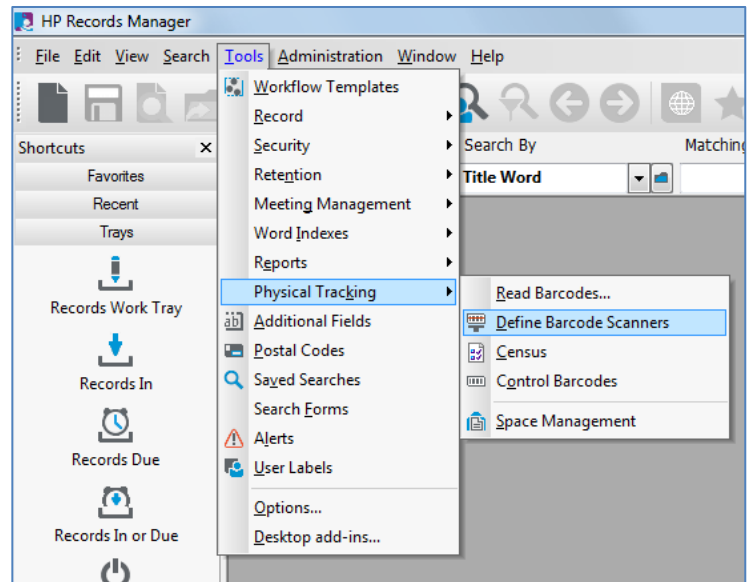 HP Records Manager
File Edit View Search Tools Administration Window Help
Shortcuts
Favorites
Recent
Trays
Records Work Tray
Records In
Records Due
Records In or Due
Workflow Templates
Record
Security
Retention
Meeting Management
Word Indexes
Reports
Physical Tracking
Additional Fields
Postal Codes
Saved Searches
Search Forms
Alerts
User Labels
Options...
Desktop add-ins...
Search By
Matching
Title Word
Read Barcodes...
Define Barcode Scanners
Census
Control Barcodes
Space Management